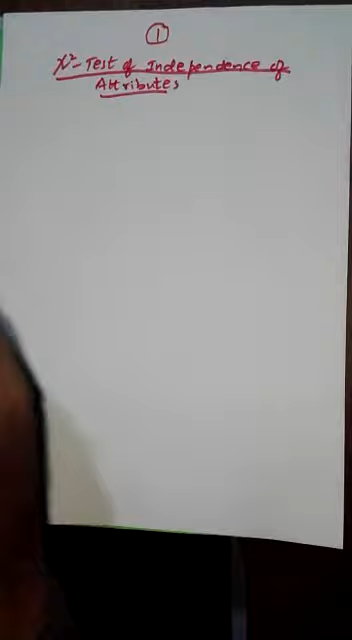 ①
χ²-Test of Independence of
Attributes